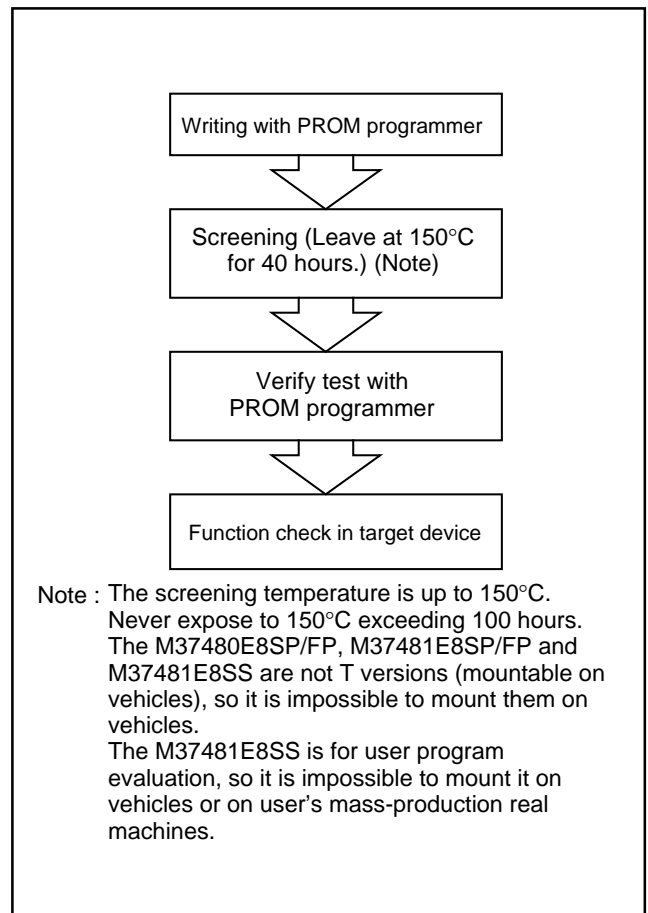 Writing with PROM programmer
Screening (Leave at 150°C
for 40 hours.) (Note)
Verify test with
PROM programmer
Function check in target device
Note : The screening temperature is up to 150°C.
Never expose to 150°C exceeding 100 hours.
The M37480E8SP/FP, M37481E8SP/FP and
M37481E8SS are not T versions (mountable on
vehicles), so it is impossible to mount them on
vehicles.
The M37481E8SS is for user program
evaluation, so it is impossible to mount it on
vehicles or on user's mass-production real
machines.